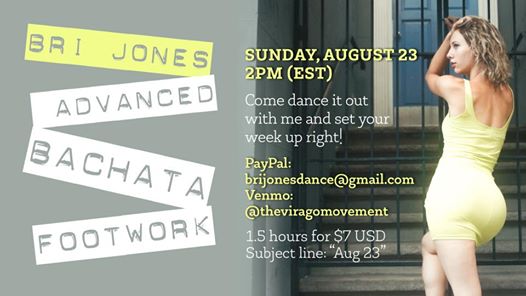 BRI JONES
ADVANCED
BACHATA
FOOTWORK
SUNDAY, AUGUST 23
2PM (EST)
Come dance it out
with me and set your
week up right!
PayPal:
brijonesdance@gmail.com
Venmo:
@theviragomovement
1.5 hours for $7 USD
Subject line: “Aug 23”